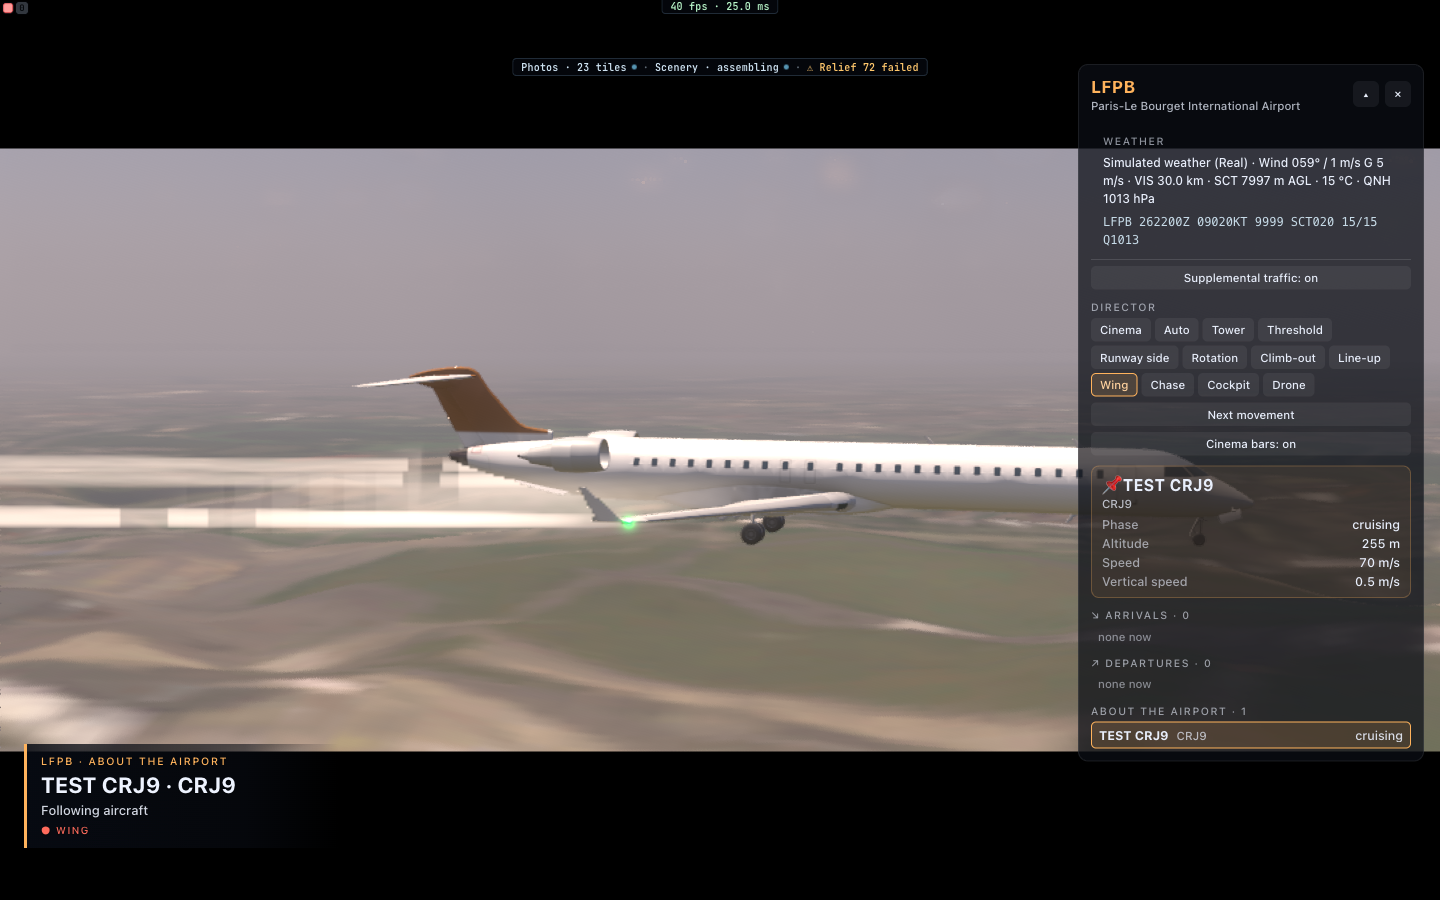 40 fps · 25.0 ms
Photos · 23 tiles · Scenery · assembling · ⚠ Relief 72 failed
LFPB
Paris-Le Bourget International Airport
WEATHER
Simulated weather (Real) · Wind 059° / 1 m/s G 5
m/s · VIS 30.0 km · SCT 7997 m AGL · 15 °C · QNH
1013 hPa
LFPB 262200Z 09020KT 9999 SCT020 15/15
Q1013
Supplemental traffic: on
DIRECTOR
Cinema Auto Tower Threshold
Runway side Rotation Climb-out Line-up
Wing Chase Cockpit Drone
Next movement
Cinema bars: on
📌TEST CRJ9
CRJ9
Phase cruising
Altitude 255 m
Speed 70 m/s
Vertical speed 0.5 m/s
↘ ARRIVALS · 0
none now
↗ DEPARTURES · 0
none now
ABOUT THE AIRPORT · 1
TEST CRJ9 CRJ9 cruising
LFPB · ABOUT THE AIRPORT
TEST CRJ9 · CRJ9
Following aircraft
WING